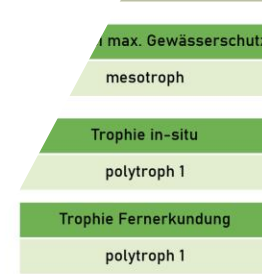 max. Gewässerschutz
mesotroph
Trophie in-situ
polytroph 1
Trophie Fernerkundung
polytroph 1